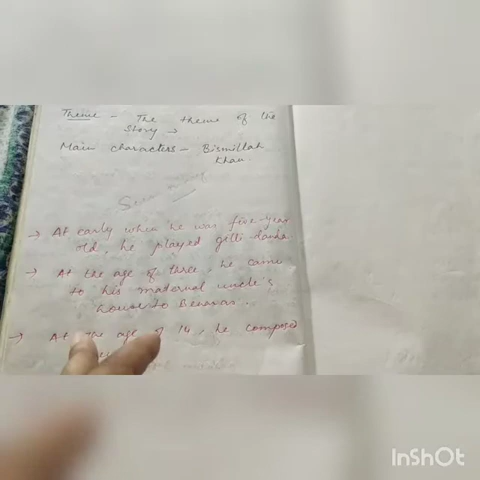 Theme - The theme of the
story →
Main characters - Bismillah
khan
→ At early when he was five-year
old, he played gilli-danda
→ At the age of three, he came
to his maternal uncle's
house to Benaras.
→ At the age of 14, he composed
InShOt